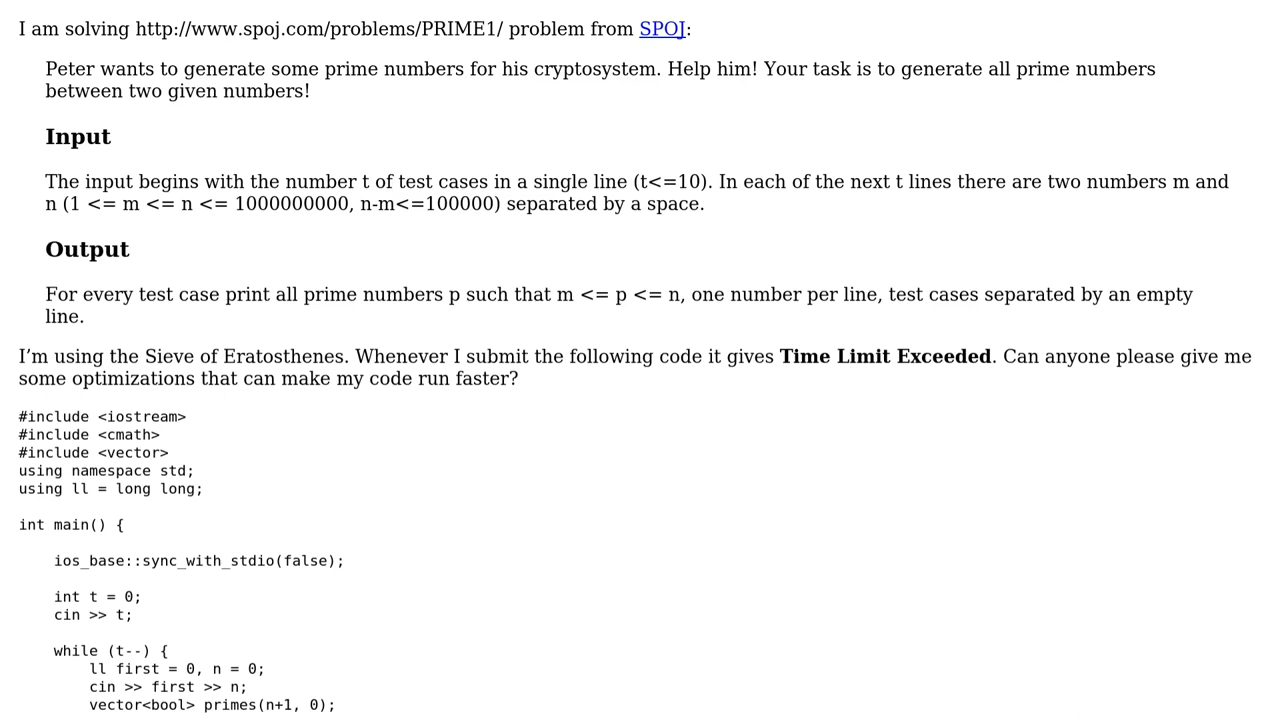 I am solving http://www.spoj.com/problems/PRIME1/ problem from SPOJ:
Peter wants to generate some prime numbers for his cryptosystem. Help him! Your task is to generate all prime numbers
between two given numbers!
Input
The input begins with the number t of test cases in a single line (t<=10). In each of the next t lines there are two numbers m and
n (1 <= m <= n <= 1000000000, n-m<=100000) separated by a space.
Output
For every test case print all prime numbers p such that m <= p <= n, one number per line, test cases separated by an empty
line.
I’m using the Sieve of Eratosthenes. Whenever I submit the following code it gives Time Limit Exceeded. Can anyone please give me
some optimizations that can make my code run faster?
#include <iostream>
#include <cmath>
#include <vector>
using namespace std;
using ll = long long;
int main() {
    ios_base::sync_with_stdio(false);
    int t = 0;
    cin >> t;
    while (t--) {
        ll first = 0, n = 0;
        cin >> first >> n;
        vector<bool> primes(n+1, 0);